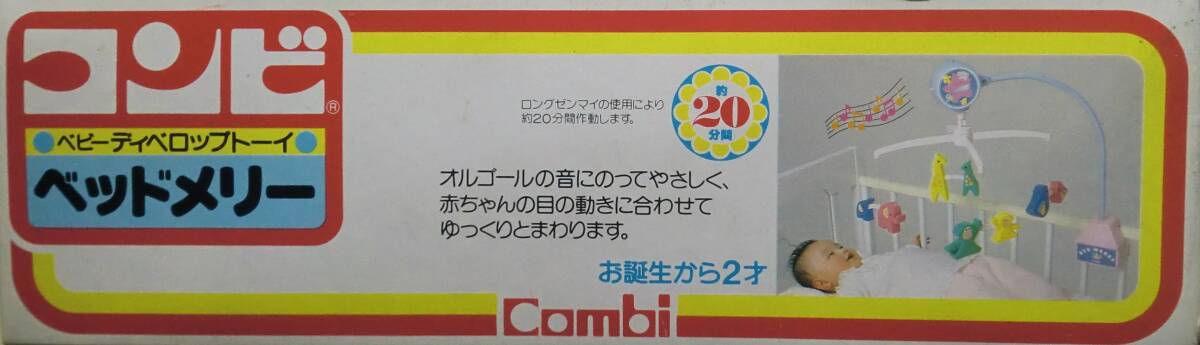 コンビ®
ベビーディベロップトーイ
ベッドメリー
ロングゼンマイの使用により
約20分間作動します。
約
20
分間
オルゴールの音にのってやさしく、
赤ちゃんの目の動きに合わせて
ゆっくりとまわります。
お誕生から2才
Combi